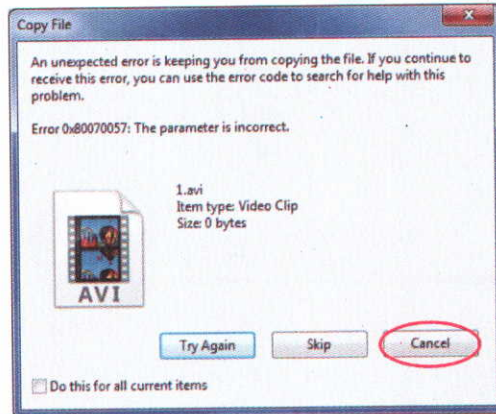 Copy File
An unexpected error is keeping you from copying the file. If you continue to
receive this error, you can use the error code to search for help with this
problem.
Error 0x80070057: The parameter is incorrect.
1.avi
Item type: Video Clip
Size: 0 bytes
AVI
Try Again
Skip
Cancel
Do this for all current items